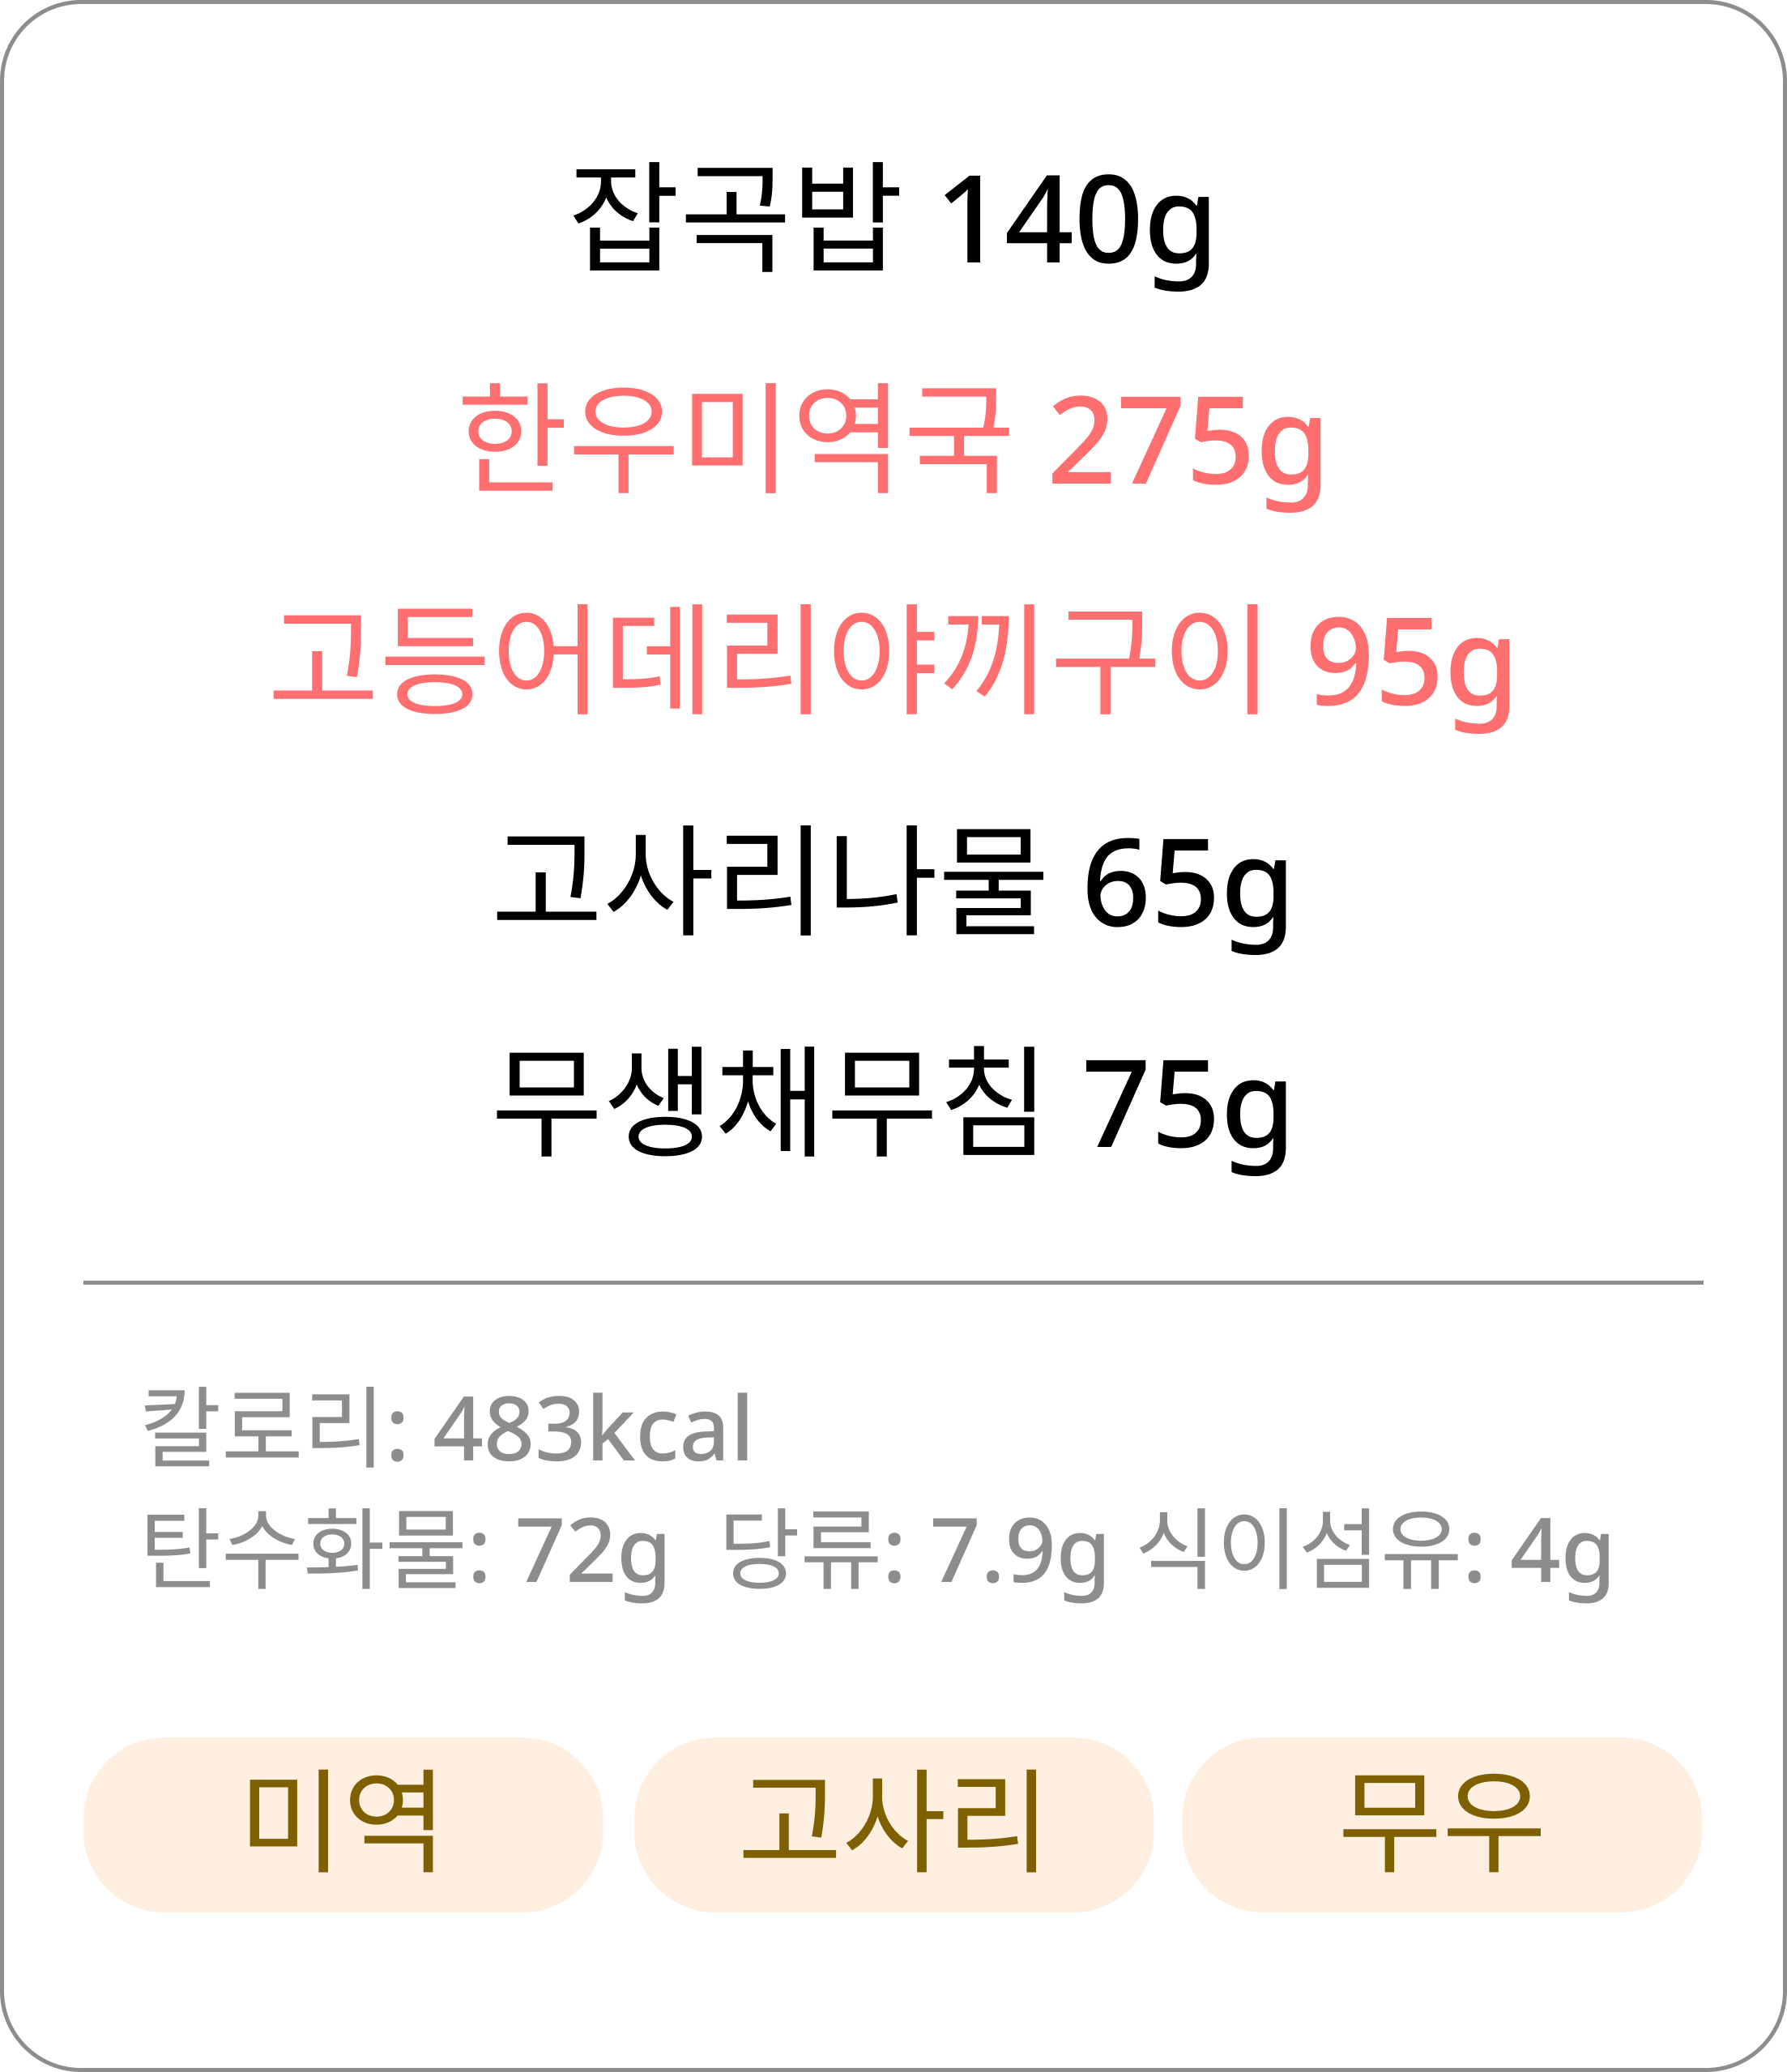 잡곡밥 140g
한우미역국 275g
고등어데리야끼구이 95g
고사리나물 65g
무생채무침 75g
칼로리: 483kcal
탄수화물: 72g 당류: 7.9g 식이섬유: 4g
미역 고사리 무우